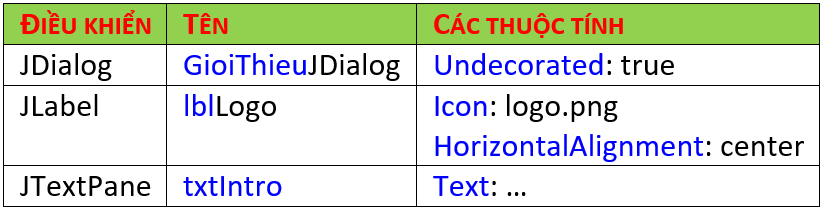 ĐIỀU KHIỂN TÊN CÁC THUỘC TÍNH
JDialog GioiThieuJDialog Undecorated: true
JLabel lblLogo Icon: logo.png
HorizontalAlignment: center
JTextPane txtIntro Text: ...